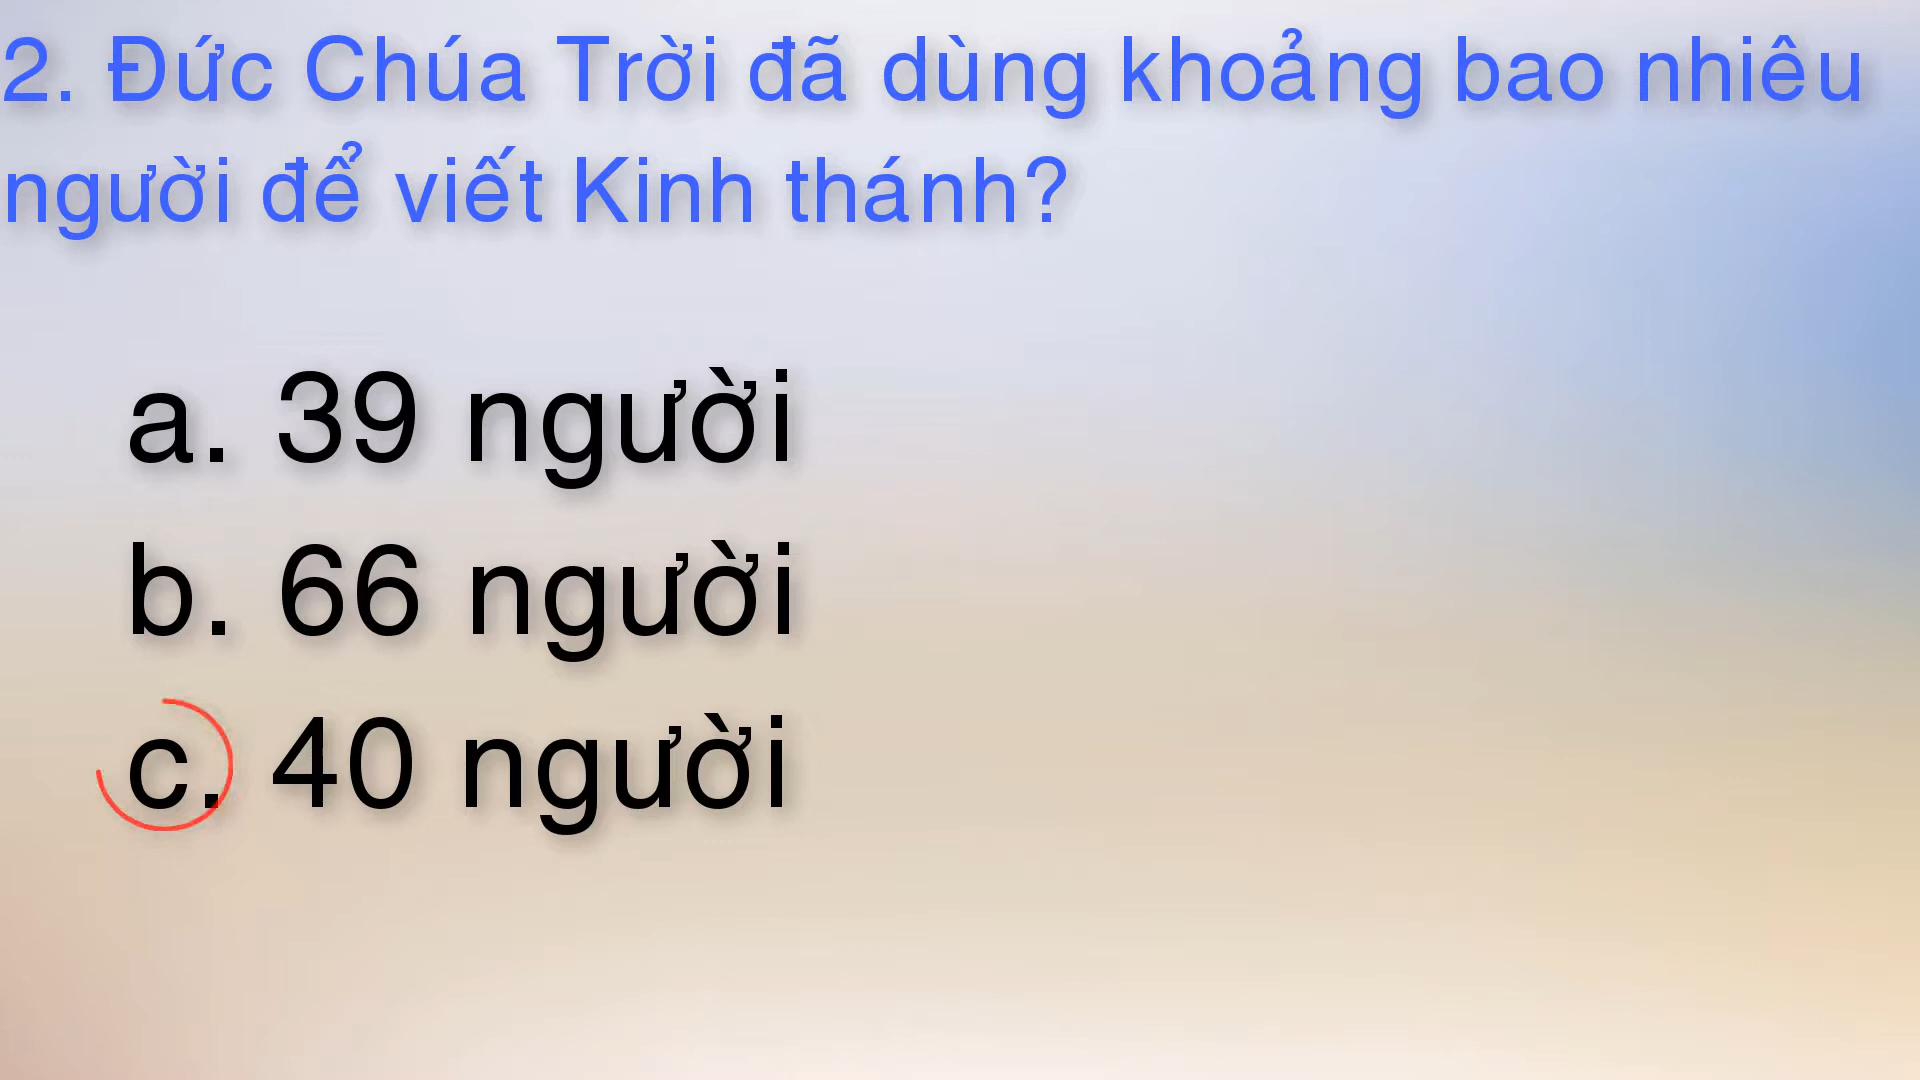 2. Đức Chúa Trời đã dùng khoảng bao nhiêu
người để viết Kinh thánh?
a. 39 người
b. 66 người
c. 40 người